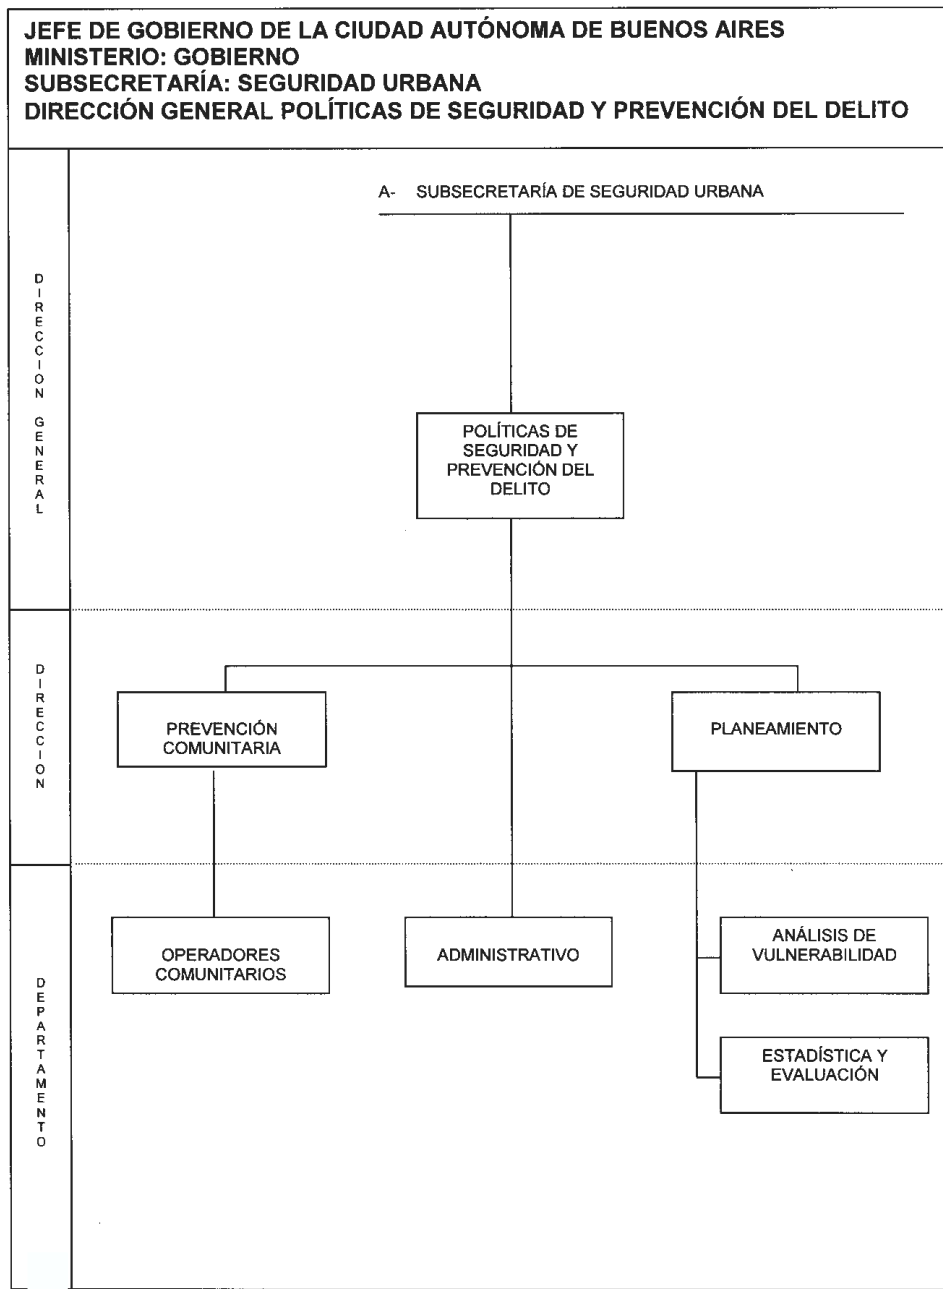 JEFE DE GOBIERNO DE LA CIUDAD AUTÓNOMA DE BUENOS AIRES
MINISTERIO: GOBIERNO
SUBSECRETARÍA: SEGURIDAD URBANA
DIRECCIÓN GENERAL POLÍTICAS DE SEGURIDAD Y PREVENCIÓN DEL DELITO
A- SUBSECRETARÍA DE SEGURIDAD URBANA
DIRECCION GENERAL
POLÍTICAS DE
SEGURIDAD Y
PREVENCIÓN DEL
DELITO
DIRECCION
PREVENCIÓN
COMUNITARIA
PLANEAMIENTO
DEPARTAMENTO
OPERADORES
COMUNITARIOS
ADMINISTRATIVO
ANÁLISIS DE
VULNERABILIDAD
ESTADÍSTICA Y
EVALUACIÓN